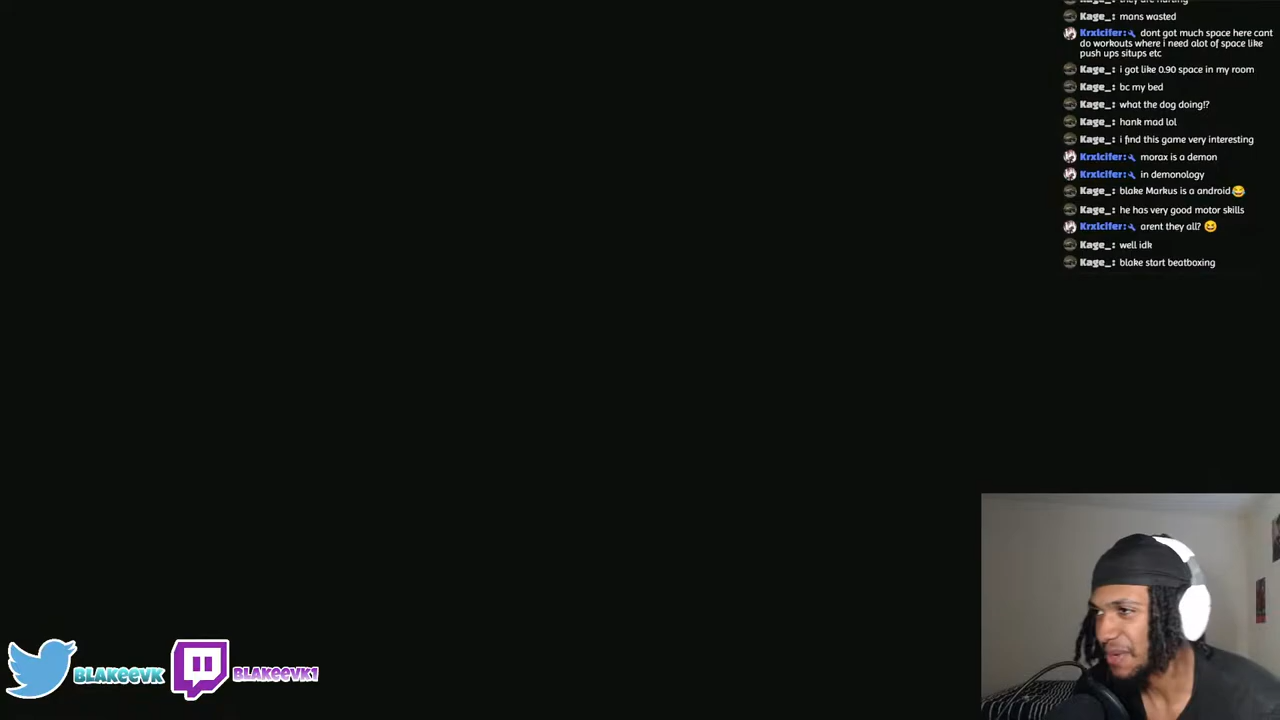 Kage_: mans wasted
Krxlcifer: dont got much space here cant
do workouts where i need alot of space like
push ups situps etc
Kage_: i got like 0.90 space in my room
Kage_: bc my bed
Kage_: what the dog doing!?
Kage_: hank mad lol
Kage_: i find this game very interesting
Krxlcifer: morax is a demon
Krxlcifer: in demonology
Kage_: blake Markus is a android😂
Kage_: he has very good motor skills
Krxlcifer: arent they all? 😆
Kage_: well idk
Kage_: blake start beatboxing
BLAKEEVK
BLAKEEVK1